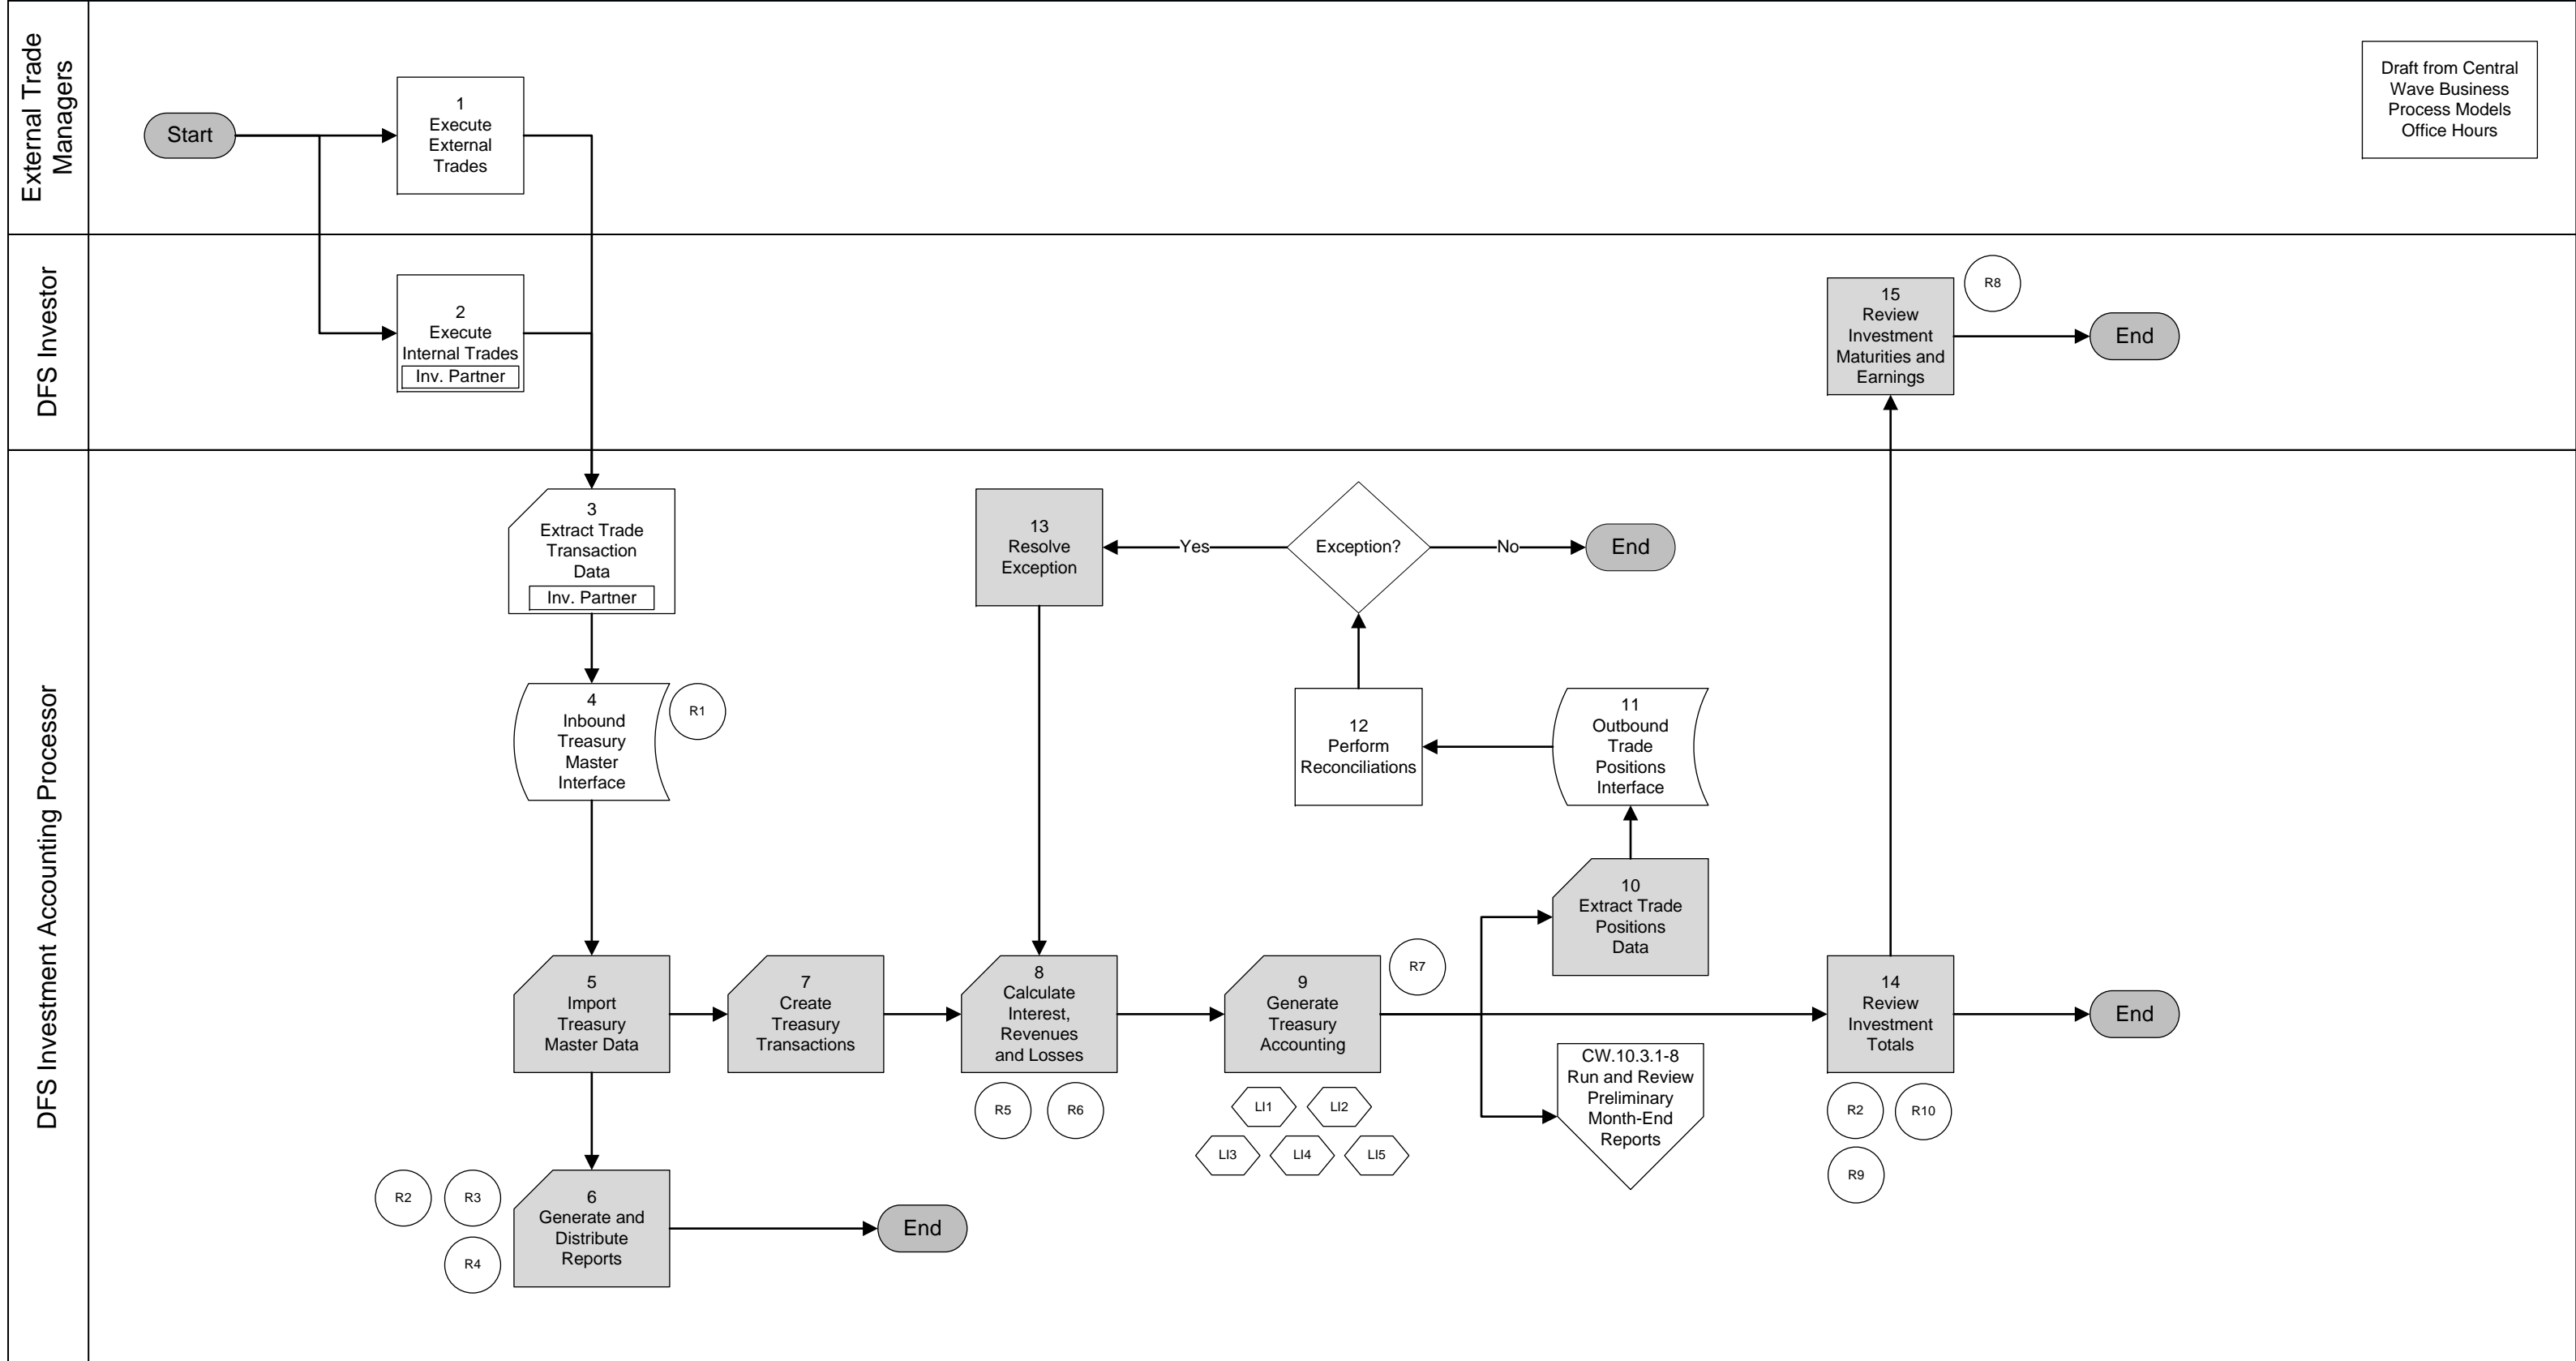 External Trade
Managers
Start
1
Execute
External
Trades
Draft from Central
Wave Business
Process Models
Office Hours
DFS Investor
2
Execute
Internal Trades
Inv. Partner
15
Review
Investment
Maturities and
Earnings
R8
End
DFS Investment Accounting Processor
3
Extract Trade
Transaction
Data
Inv. Partner
13
Resolve
Exception
Yes
Exception?
No
End
4
Inbound
Treasury
Master
Interface
R1
12
Perform
Reconciliations
11
Outbound
Trade
Positions
Interface
10
Extract Trade
Positions
Data
5
Import
Treasury
Master Data
7
Create
Treasury
Transactions
8
Calculate
Interest,
Revenues
and Losses
R5
R6
9
Generate
Treasury
Accounting
R7
LI1
LI2
LI3
LI4
LI5
CW.10.3.1-8
Run and Review
Preliminary
Month-End
Reports
14
Review
Investment
Totals
R2
R10
R9
End
R2
R3
R4
6
Generate and
Distribute
Reports
End